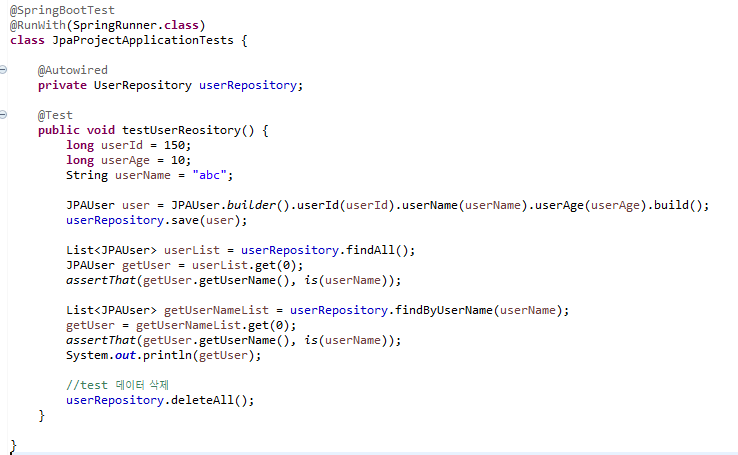 @SpringBootTest
@RunWith(SpringRunner.class)
class JpaProjectApplicationTests {
@Autowired
private UserRepository userRepository;
@Test
public void testUserReository() {
long userId = 150;
long userAge = 10;
String userName = "abc";
JPAUser user = JPAUser.builder().userId(userId).userName(userName).userAge(userAge).build();
userRepository.save(user);
List<JPAUser> userList = userRepository.findAll();
JPAUser getUser = userList.get(0);
assertThat(getUser.getUserName(), is(userName));
List<JPAUser> getUserNameList = userRepository.findByUserName(userName);
getUser = getUserNameList.get(0);
assertThat(getUser.getUserName(), is(userName));
System.out.println(getUser);
//test 데이터 삭제
userRepository.deleteAll();
}
}